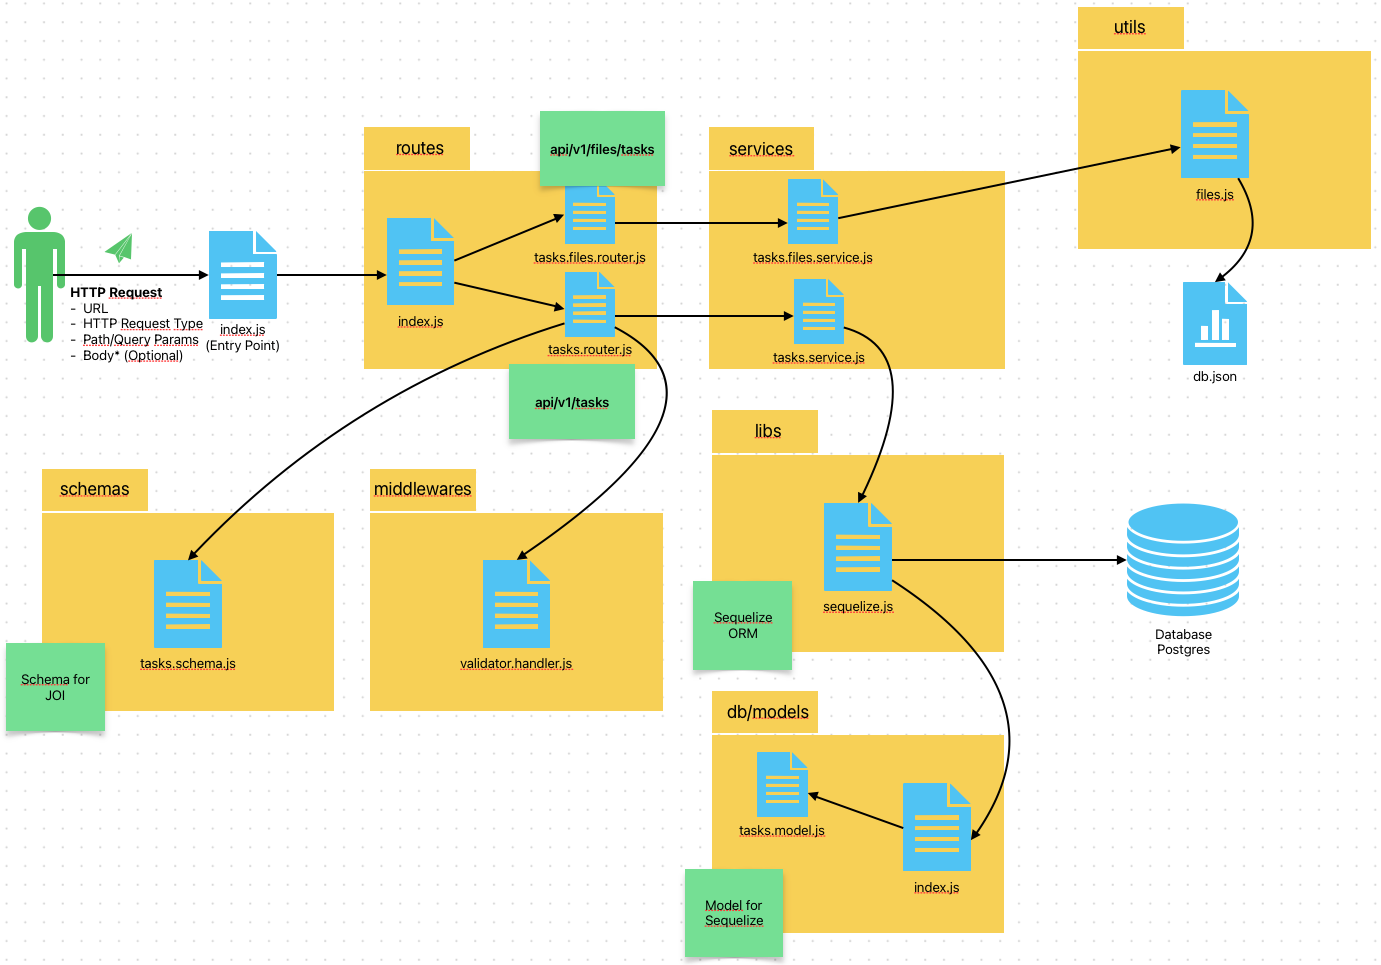 utils
files.js
db.json
routes
api/v1/files/tasks
tasks.files.router.js
index.js
tasks.router.js
api/v1/tasks
services
tasks.files.service.js
tasks.service.js
HTTP Request
- URL
- HTTP Request Type
- Path/Query Params
- Body* (Optional)
index.js
(Entry Point)
schemas
tasks.schema.js
Schema for
JOI
middlewares
validator.handler.js
libs
sequelize.js
Sequelize
ORM
Database
Postgres
db/models
tasks.model.js
index.js
Model for
Sequelize